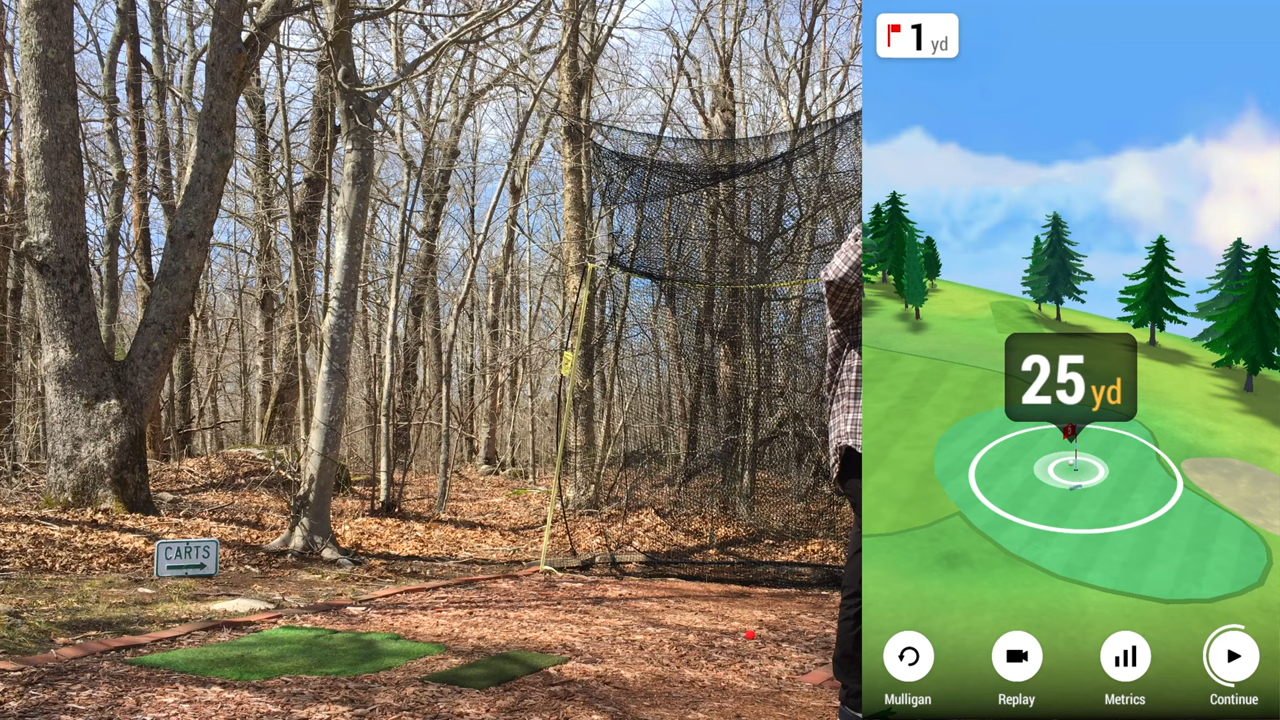 CARTS
1 yd
25 yd
Mulligan
Replay
Metrics
Continue